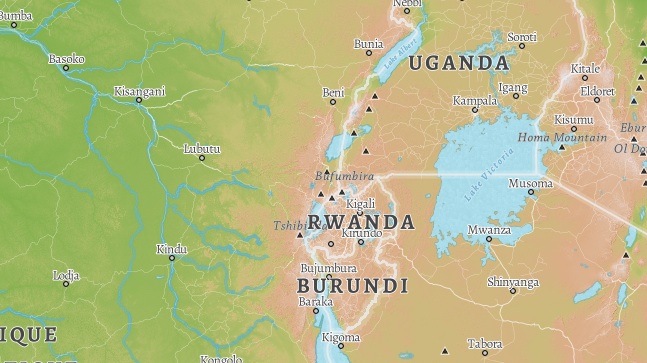 Nebbi
Bumba
Bunia
Lake Albert
Soroti
Basoko
UGANDA
Kitale
Kisangani
Beni
Igang
Eldoret
Kampala
Kisumu
Homa Mountain
Ebur
Ol Do
Lubutu
Lake Victoria
Bufumbira
Musoma
Kigali
RWANDA
Kirundo
Mwanza
Kindu
Bujumbura
Lodja
BURUNDI
Shinyanga
Baraka
IQUE
Kigoma
Tabora
Kongolo